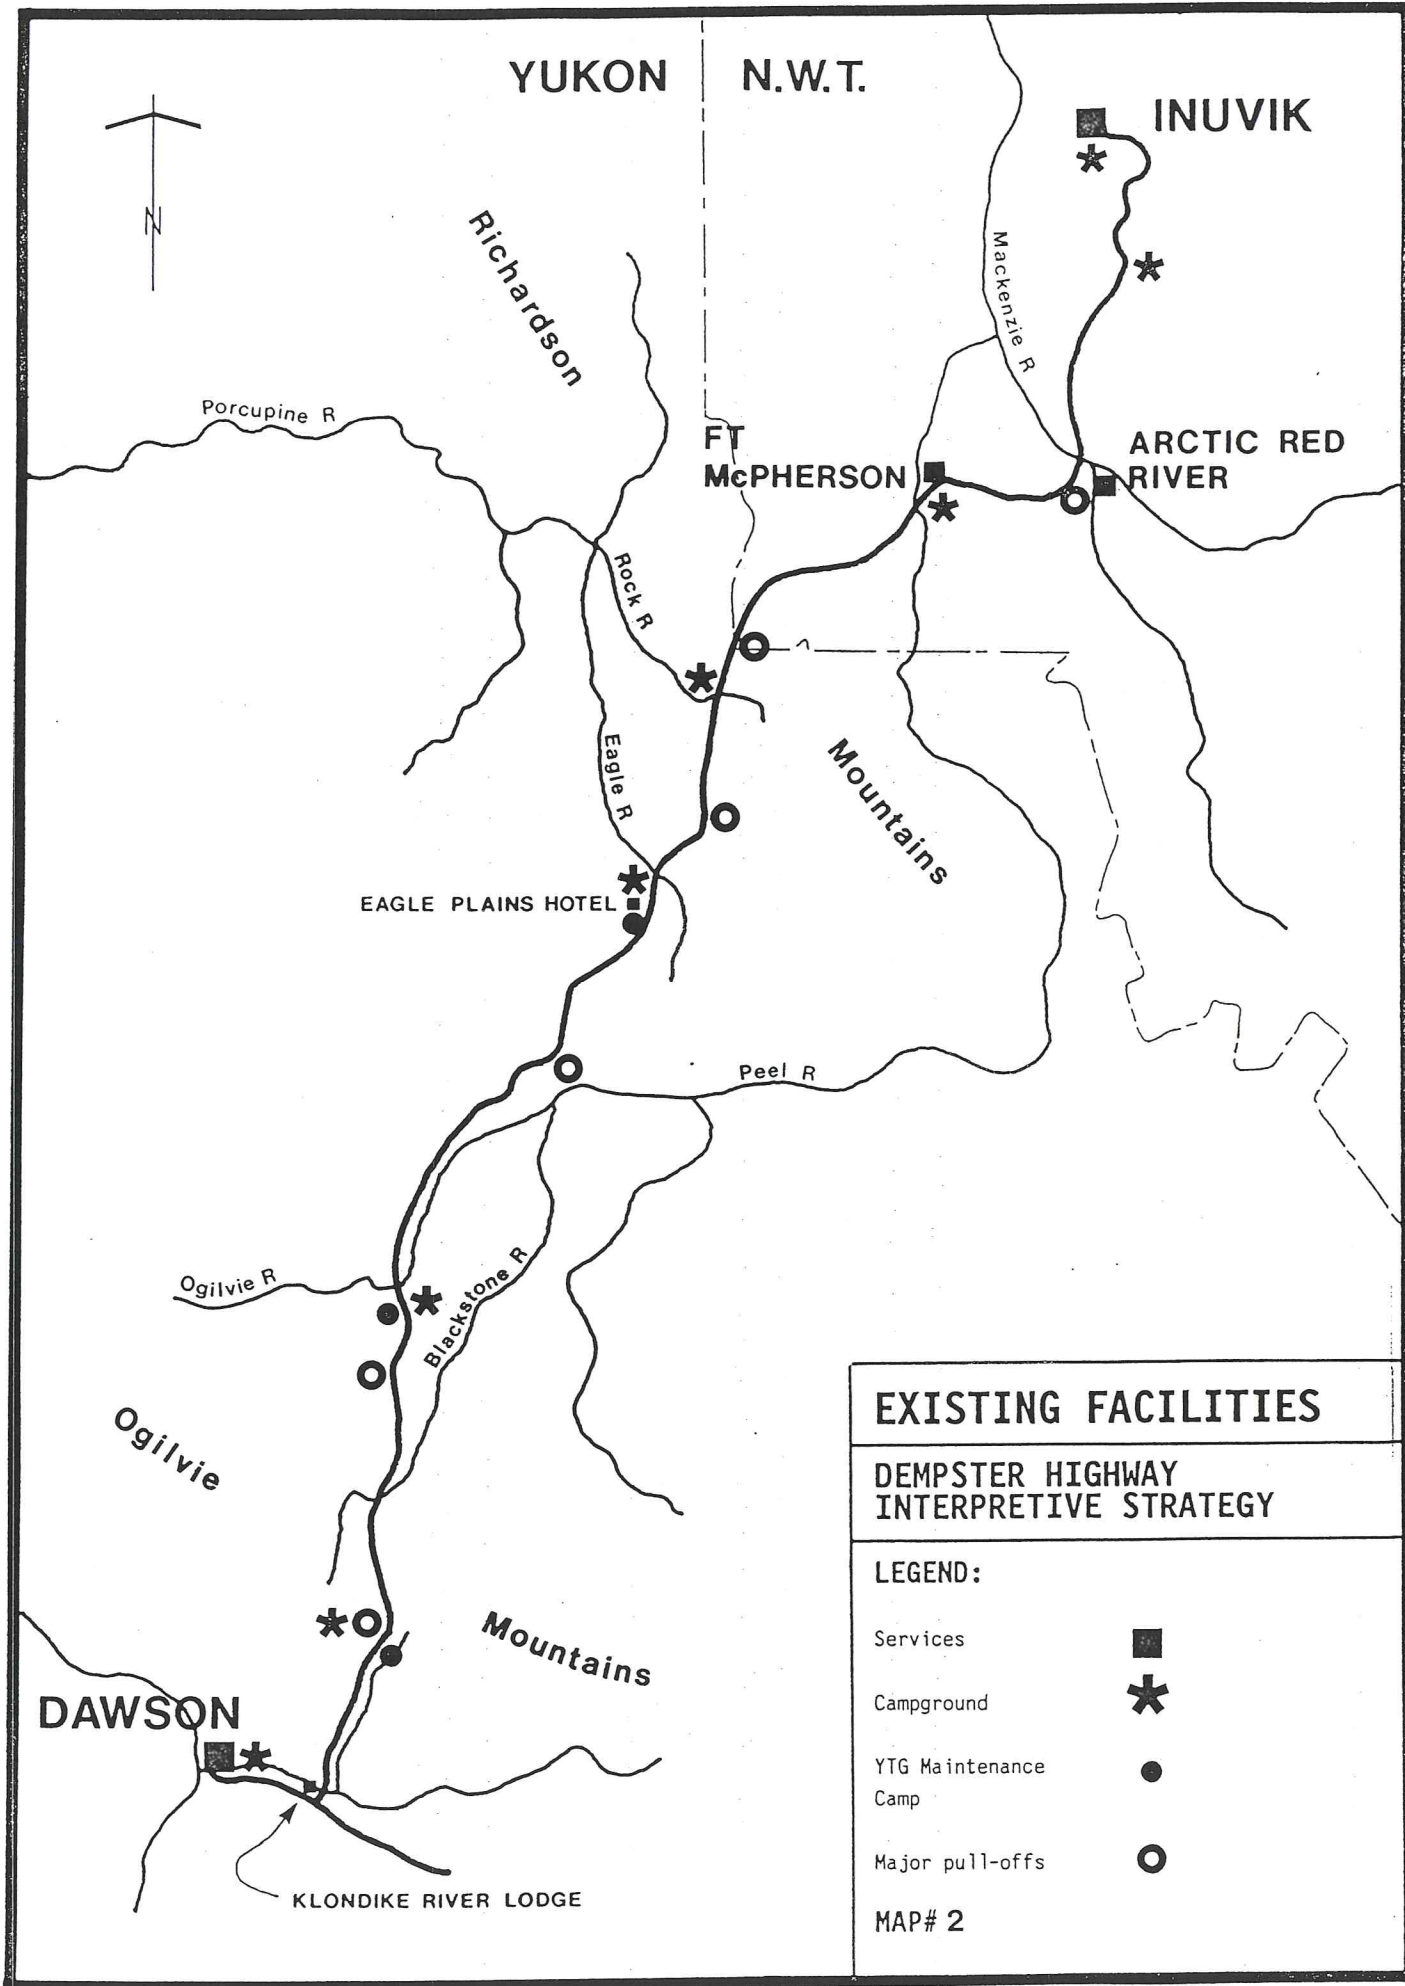 YUKON
N.W.T.
INUVIK
N
Richardson
Mackenzie R
Porcupine R
FT
McPHERSON
ARCTIC RED
RIVER
Rock R
Eagle R
Mountains
EAGLE PLAINS HOTEL
Peel R
Ogilvie R
Blackstone R
Ogilvie
Mountains
DAWSON
KLONDIKE RIVER LODGE
EXISTING FACILITIES
DEMPSTER HIGHWAY
INTERPRETIVE STRATEGY
LEGEND:
Services
Campground
YTG Maintenance
Camp
Major pull-offs
MAP# 2